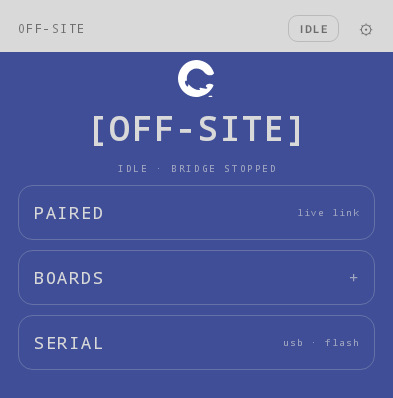 OFF-SITE
IDLE
[OFF-SITE]
IDLE · BRIDGE STOPPED
PAIRED
live link
BOARDS
+
SERIAL
usb · flash